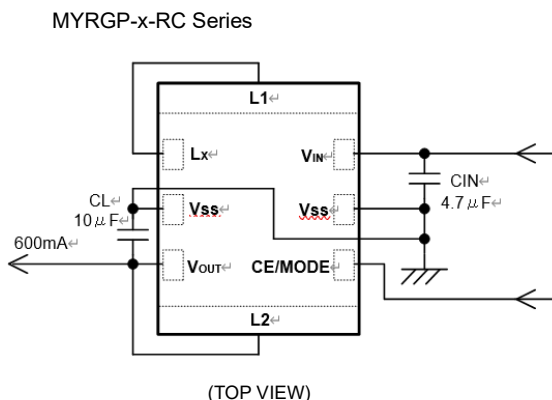 MYRGP-x-RC Series
L1↵
Lx↵
VIN↵
CL↵
10μF↵
Vss↵
Vss↵
CIN↵
4.7μF↵
600mA↵
VOUT↵
CE/MODE↵
L2↵
(TOP VIEW)